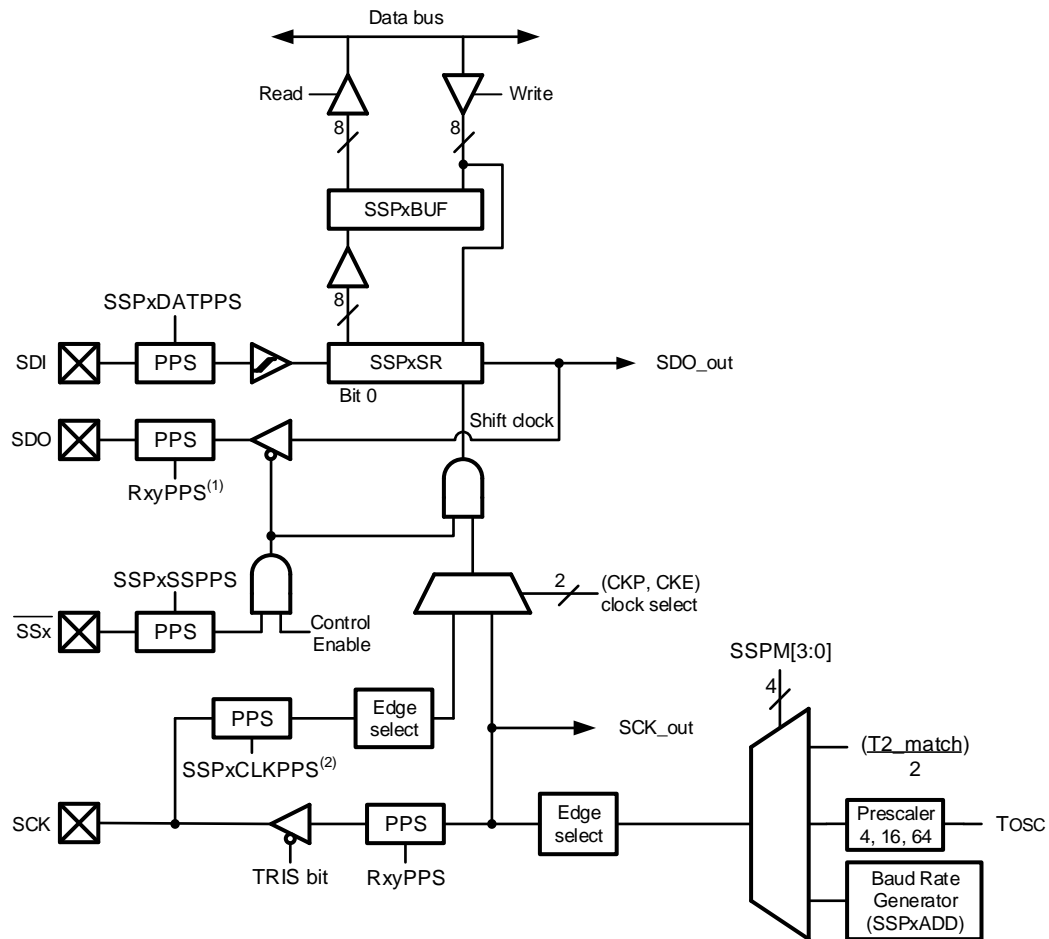 Data bus
Read
Write
8
8
SSPxBUF
8
SSPxDATPPS
SDI
PPS
SSPxSR
SDO_out
Bit 0
Shift clock
SDO
PPS
RxyPPS(1)
SSPxSSPPS
2
(CKP, CKE)
clock select
SSx
PPS
Control
Enable
SSPM[3:0]
4
PPS
Edge
select
SCK_out
(T2_match)
2
SSPxCLKPPS(2)
SCK
PPS
Edge
select
Prescaler
4, 16, 64
TOSC
TRIS bit
RxyPPS
Baud Rate
Generator
(SSPxADD)